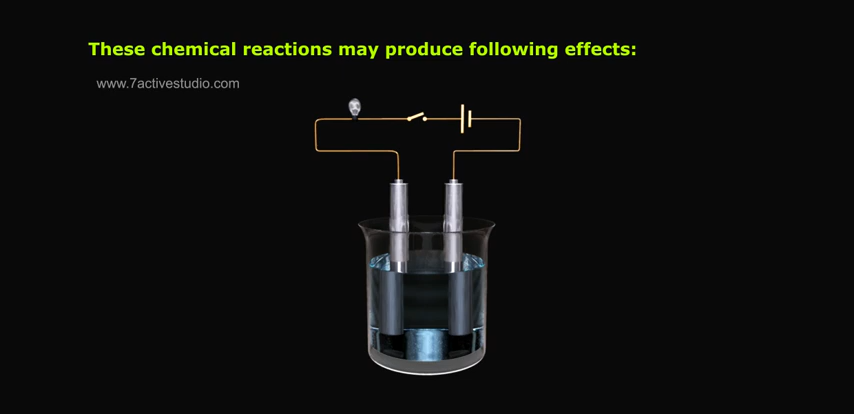 These chemical reactions may produce following effects:
www.7activestudio.com